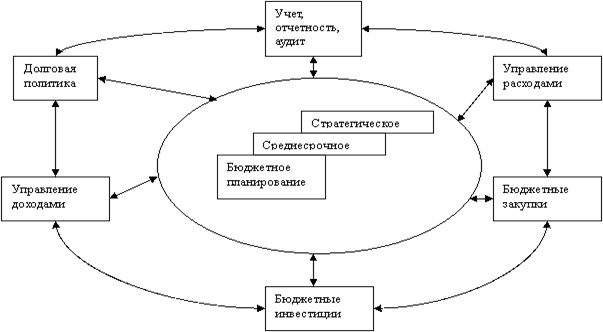 Учет,
отчетность,
аудит
Долговая
политика
Управление
расходами
Стратегическое
Среднесрочное
Бюджетное
планирование
Управление
доходами
Бюджетные
закупки
Бюджетные
инвестиции